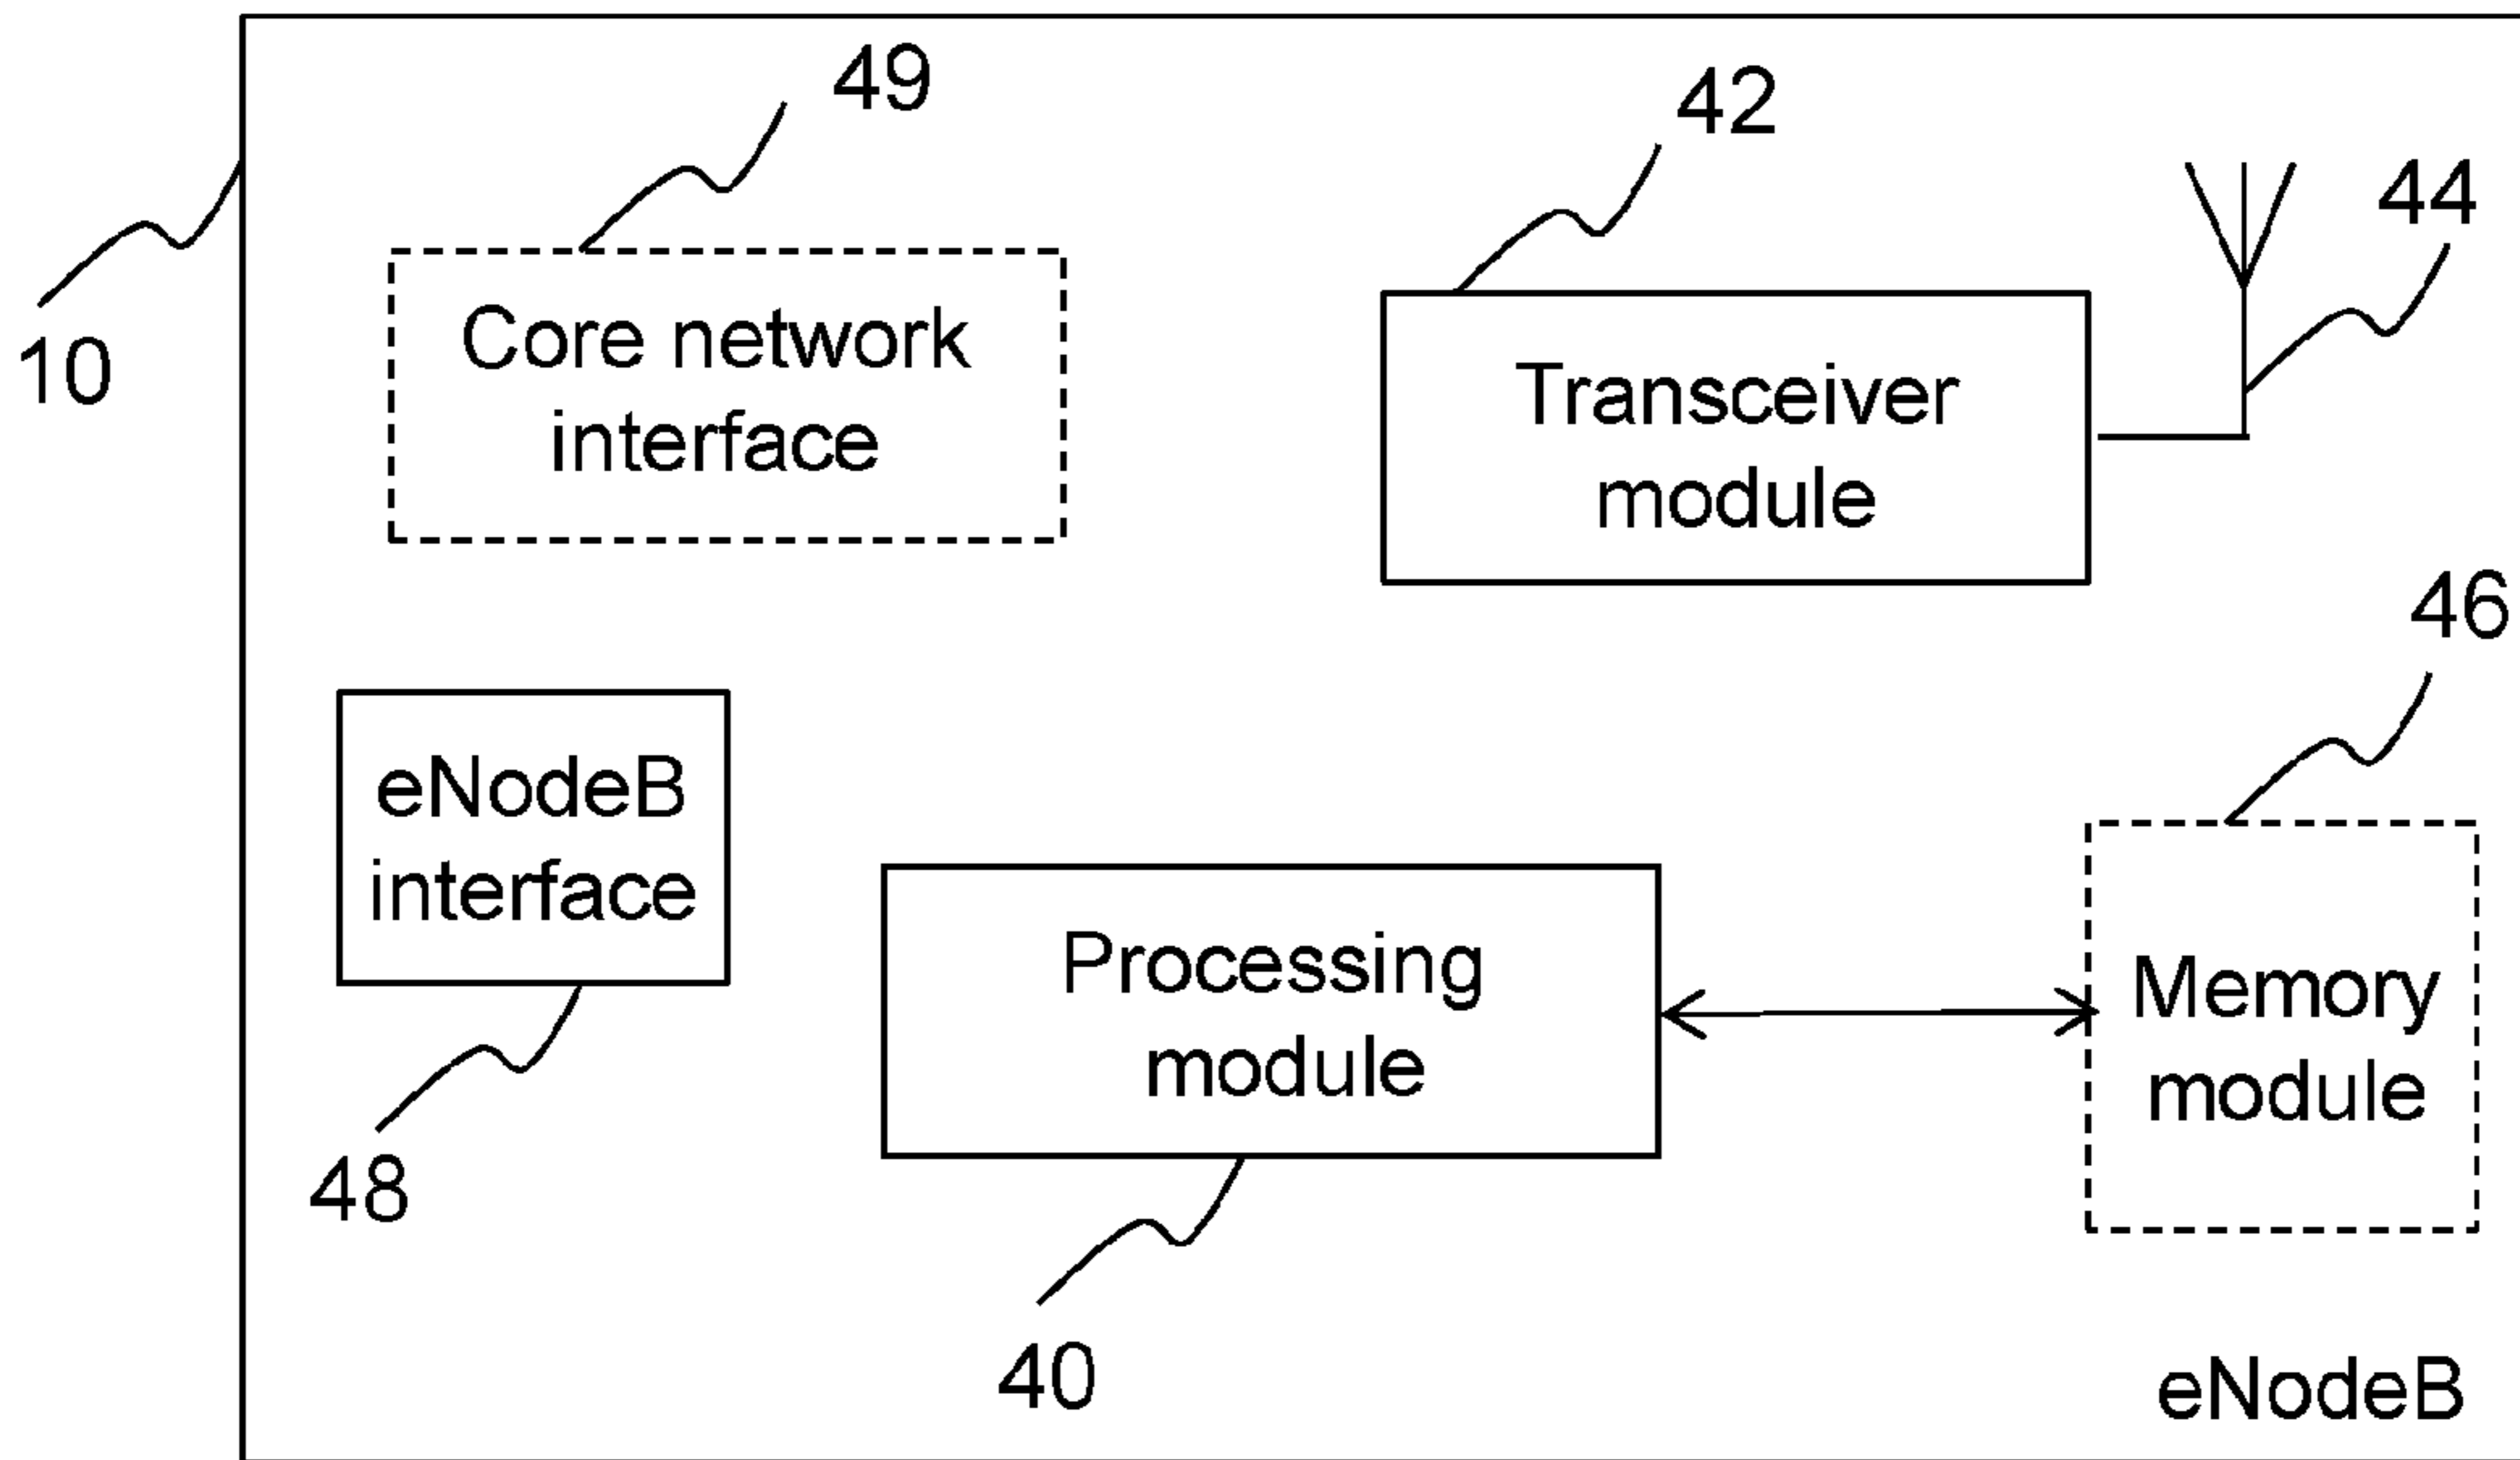 49
42
44
10
Core network
interface
Transceiver
module
46
eNodeB
interface
Processing
module
Memory
module
48
40
eNodeB